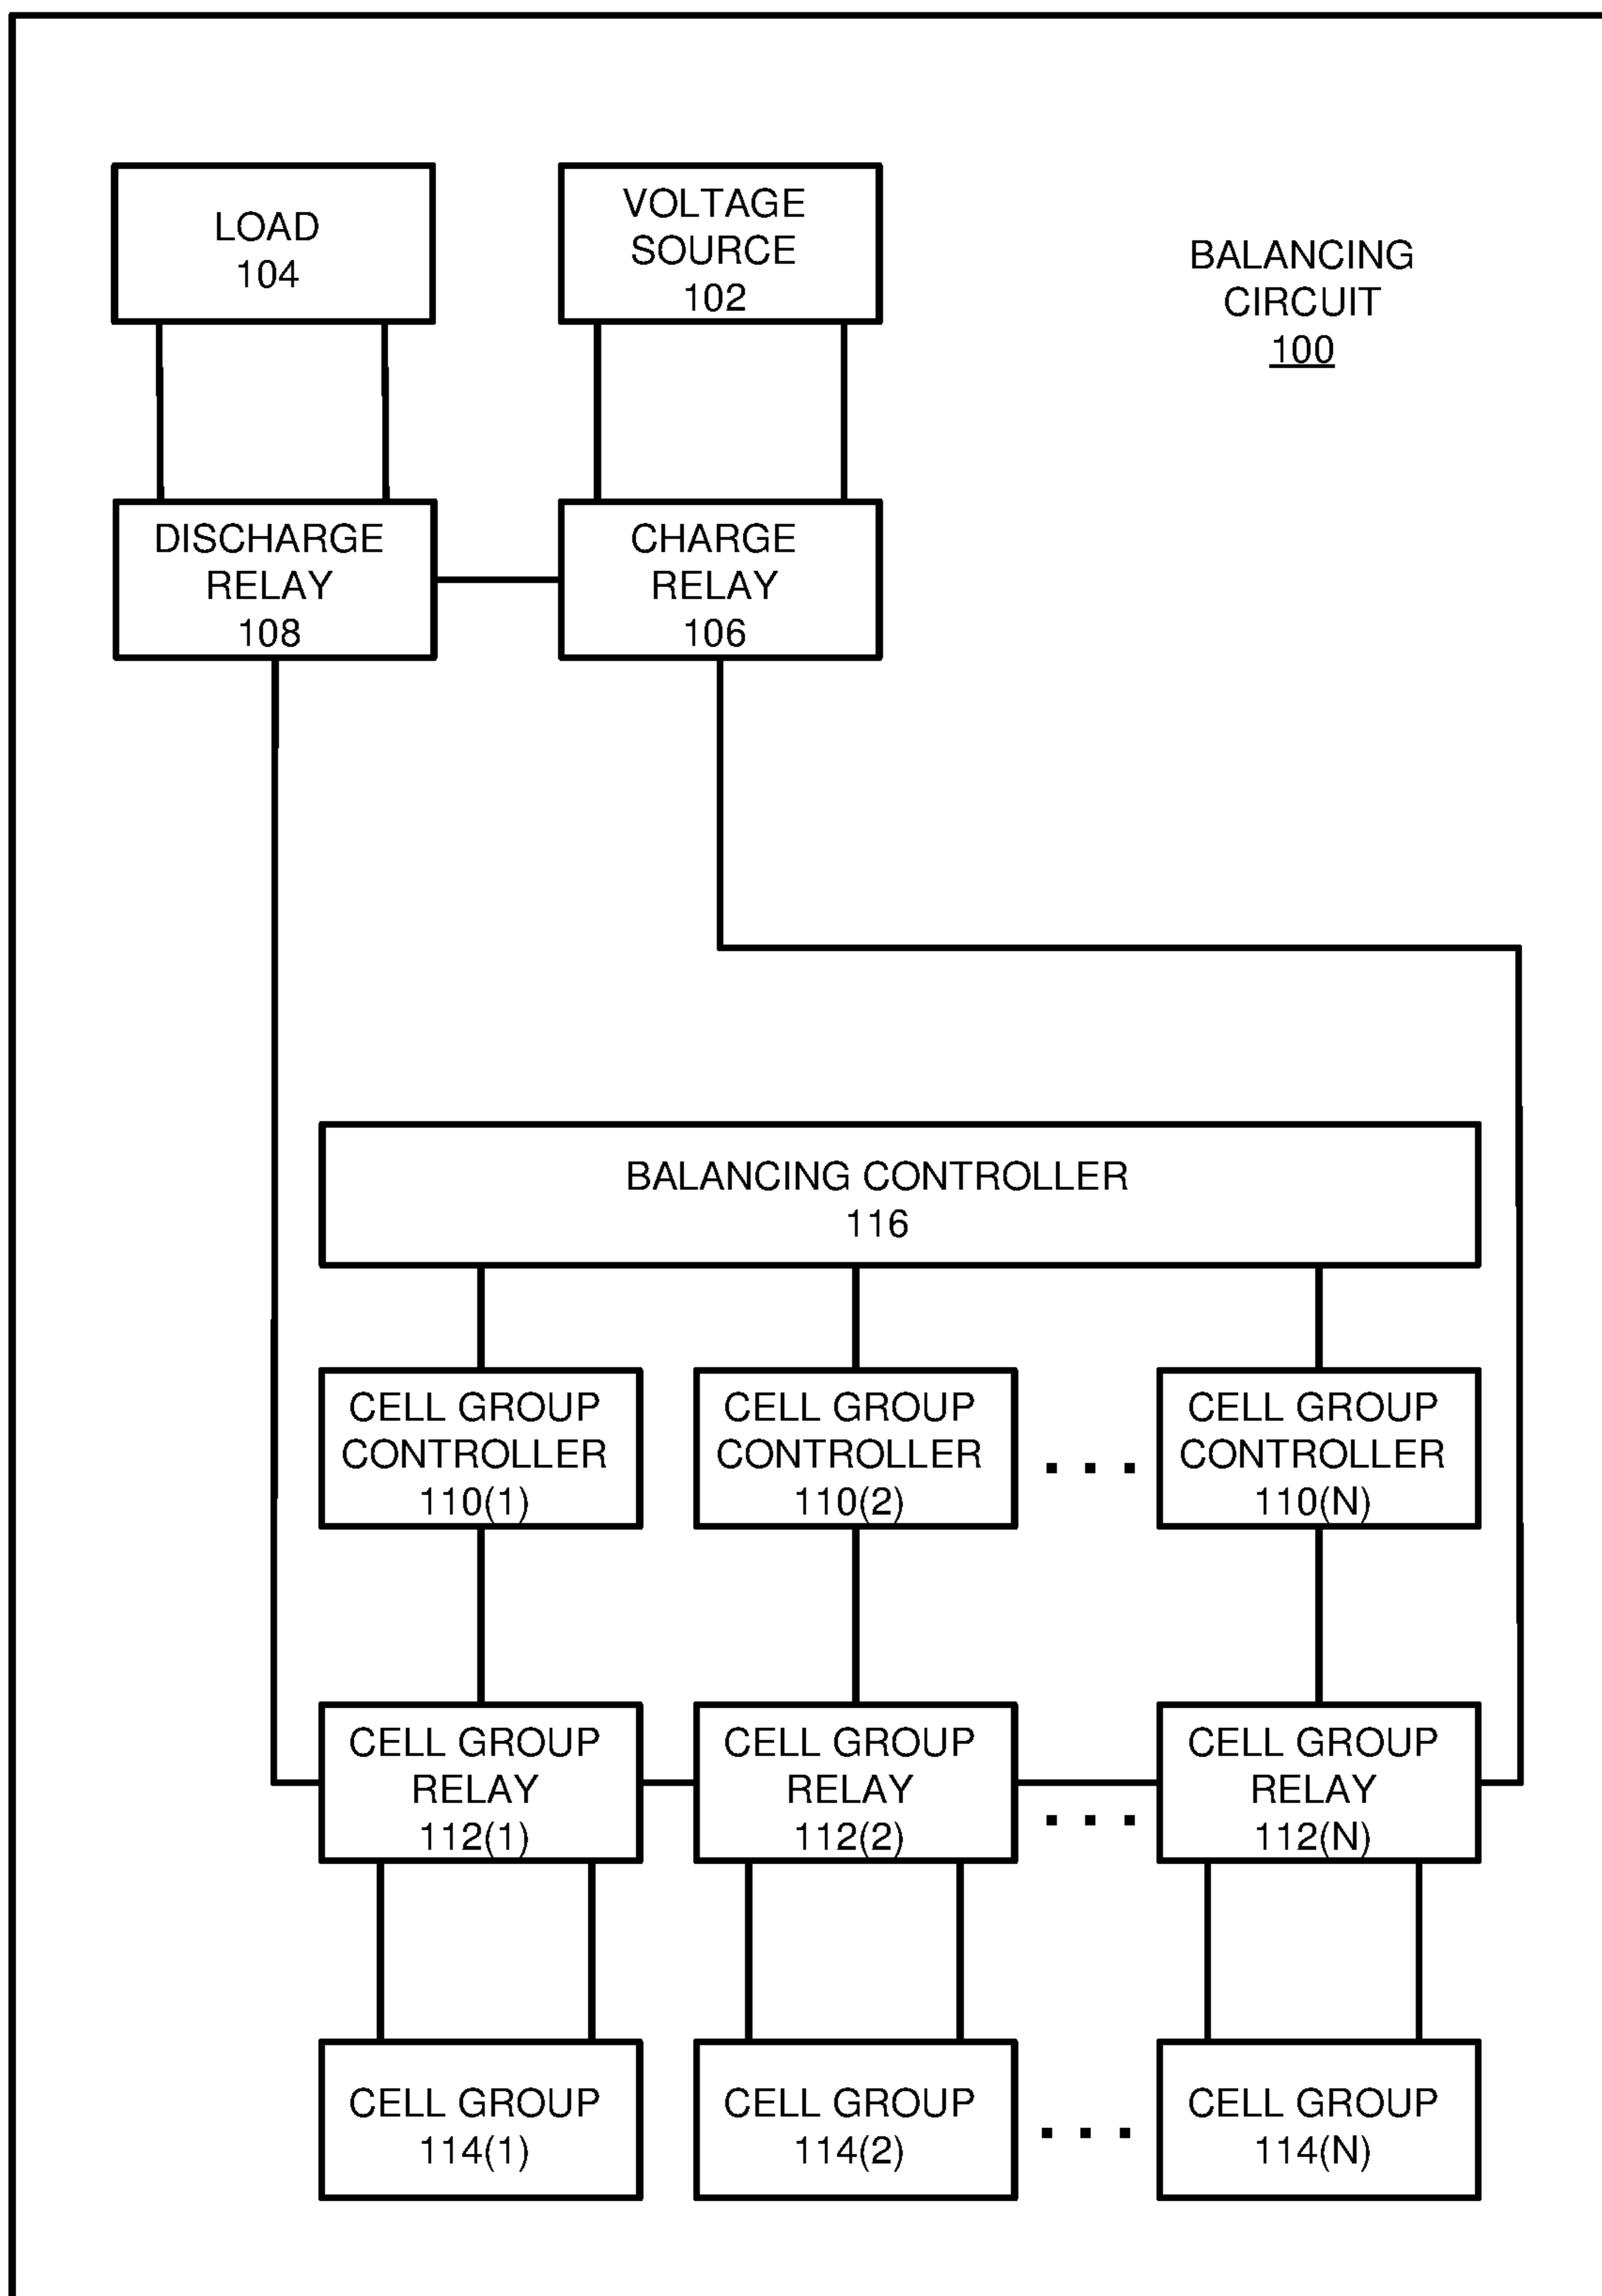 LOAD
104
VOLTAGE
SOURCE
102
BALANCING
CIRCUIT
100
DISCHARGE
RELAY
108
CHARGE
RELAY
106
BALANCING CONTROLLER
116
CELL GROUP
CONTROLLER
110(1)
CELL GROUP
CONTROLLER
110(2)
. . .
CELL GROUP
CONTROLLER
110(N)
CELL GROUP
RELAY
112(1)
CELL GROUP
RELAY
112(2)
. . .
CELL GROUP
RELAY
112(N)
CELL GROUP
114(1)
CELL GROUP
114(2)
. . .
CELL GROUP
114(N)